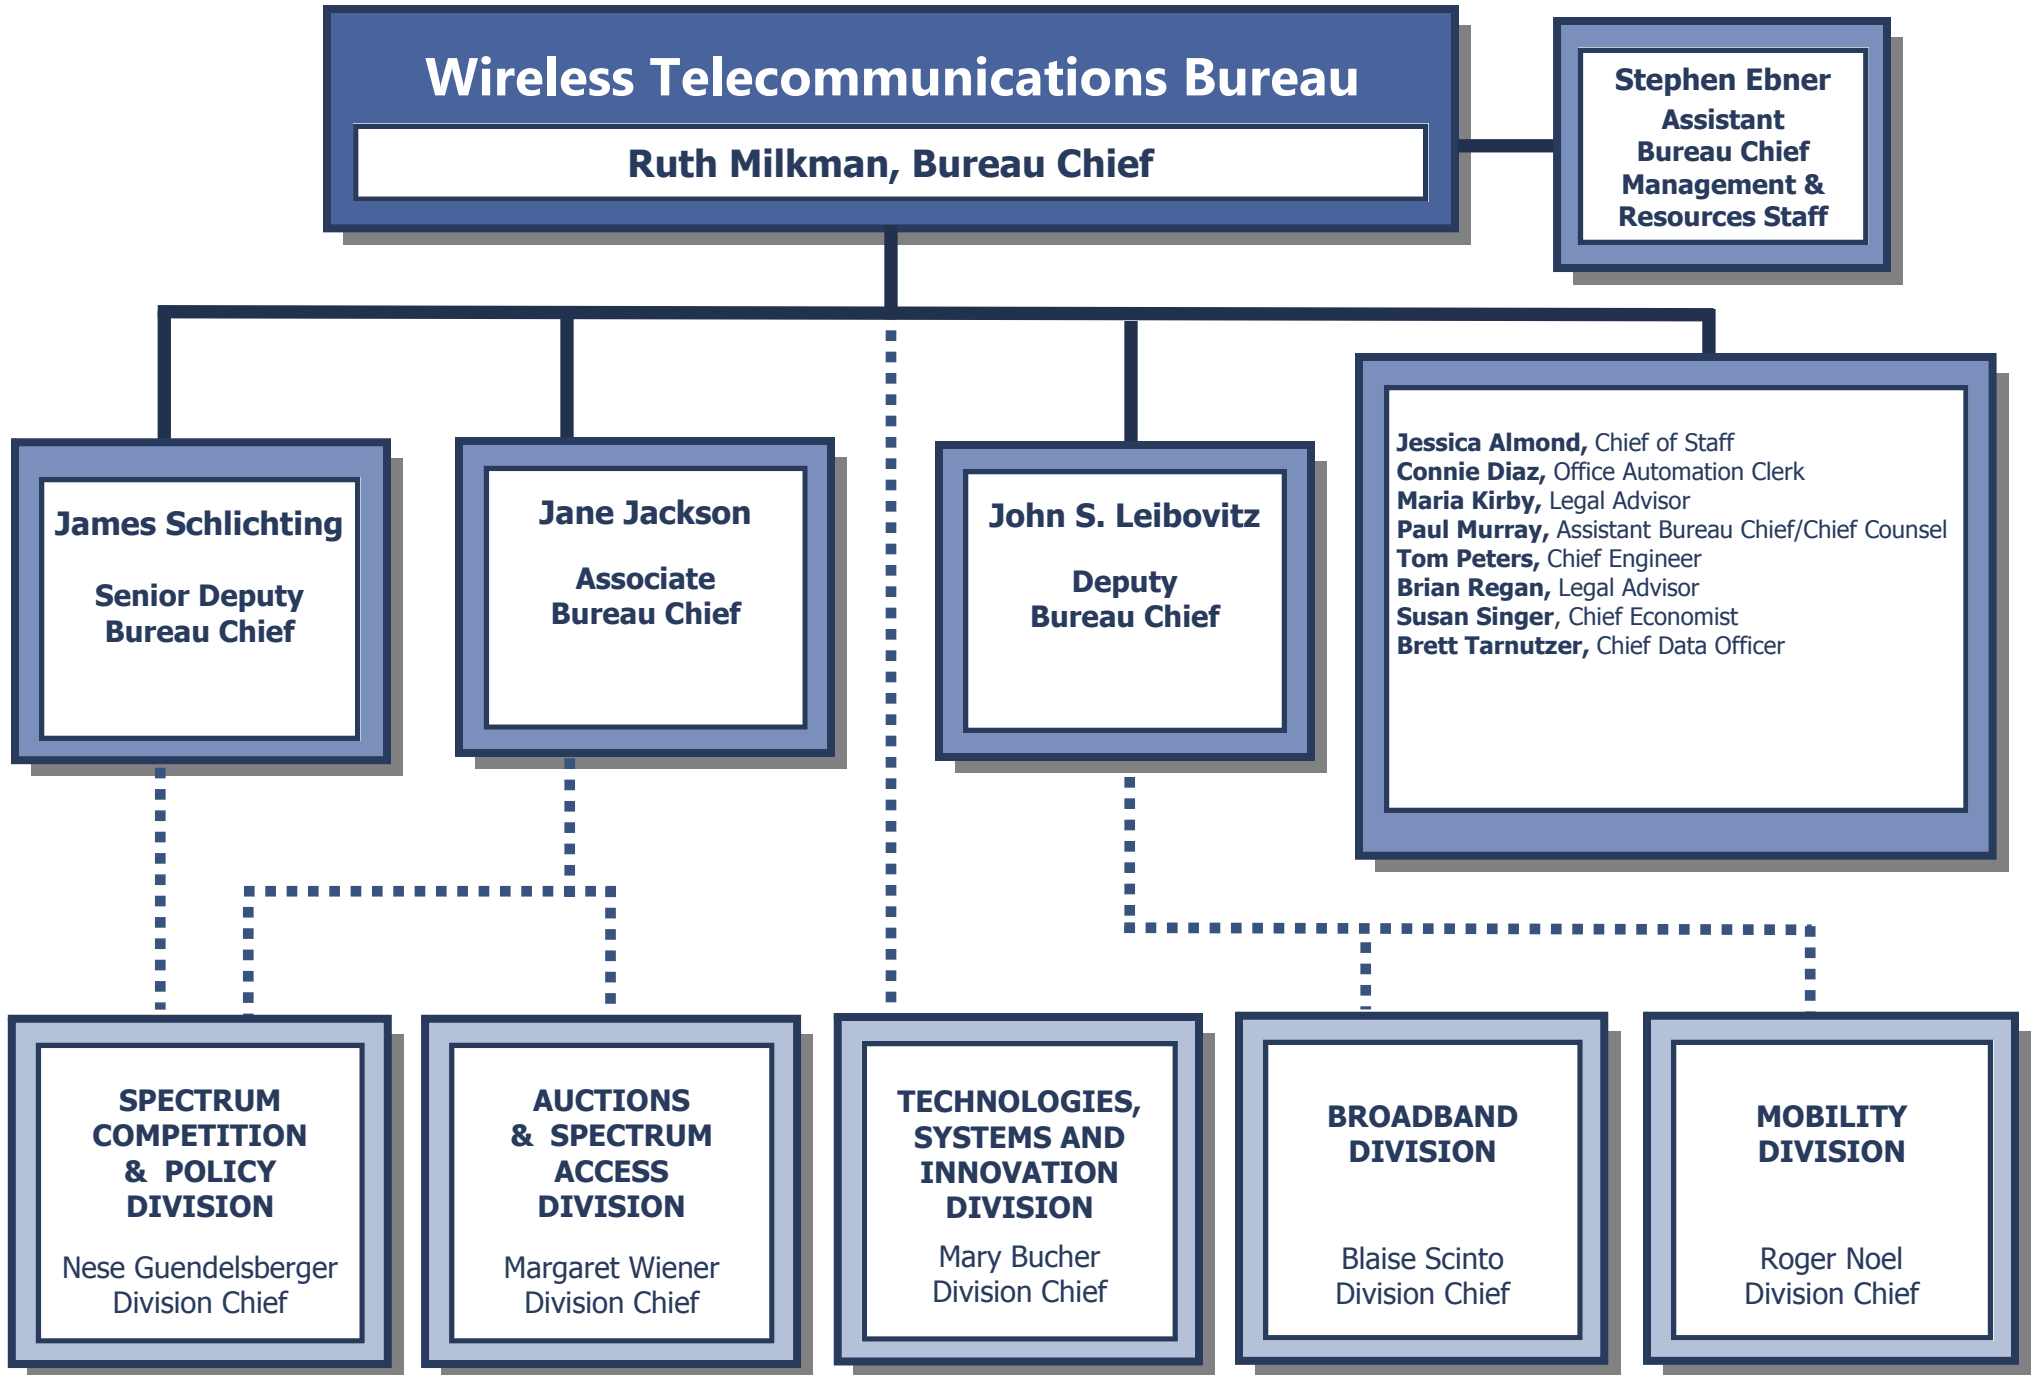 Wireless Telecommunications Bureau
Ruth Milkman, Bureau Chief
Stephen Ebner
Assistant
Bureau Chief
Management &
Resources Staff
James Schlichting
Senior Deputy
Bureau Chief
Jane Jackson
Associate
Bureau Chief
John S. Leibovitz
Deputy
Bureau Chief
Jessica Almond, Chief of Staff
Connie Diaz, Office Automation Clerk
Maria Kirby, Legal Advisor
Paul Murray, Assistant Bureau Chief/Chief Counsel
Tom Peters, Chief Engineer
Brian Regan, Legal Advisor
Susan Singer, Chief Economist
Brett Tarnutzer, Chief Data Officer
SPECTRUM
COMPETITION
& POLICY
DIVISION
Nese Guendelsberger
Division Chief
AUCTIONS
& SPECTRUM
ACCESS
DIVISION
Margaret Wiener
Division Chief
TECHNOLOGIES,
SYSTEMS AND
INNOVATION
DIVISION
Mary Bucher
Division Chief
BROADBAND
DIVISION
Blaise Scinto
Division Chief
MOBILITY
DIVISION
Roger Noel
Division Chief